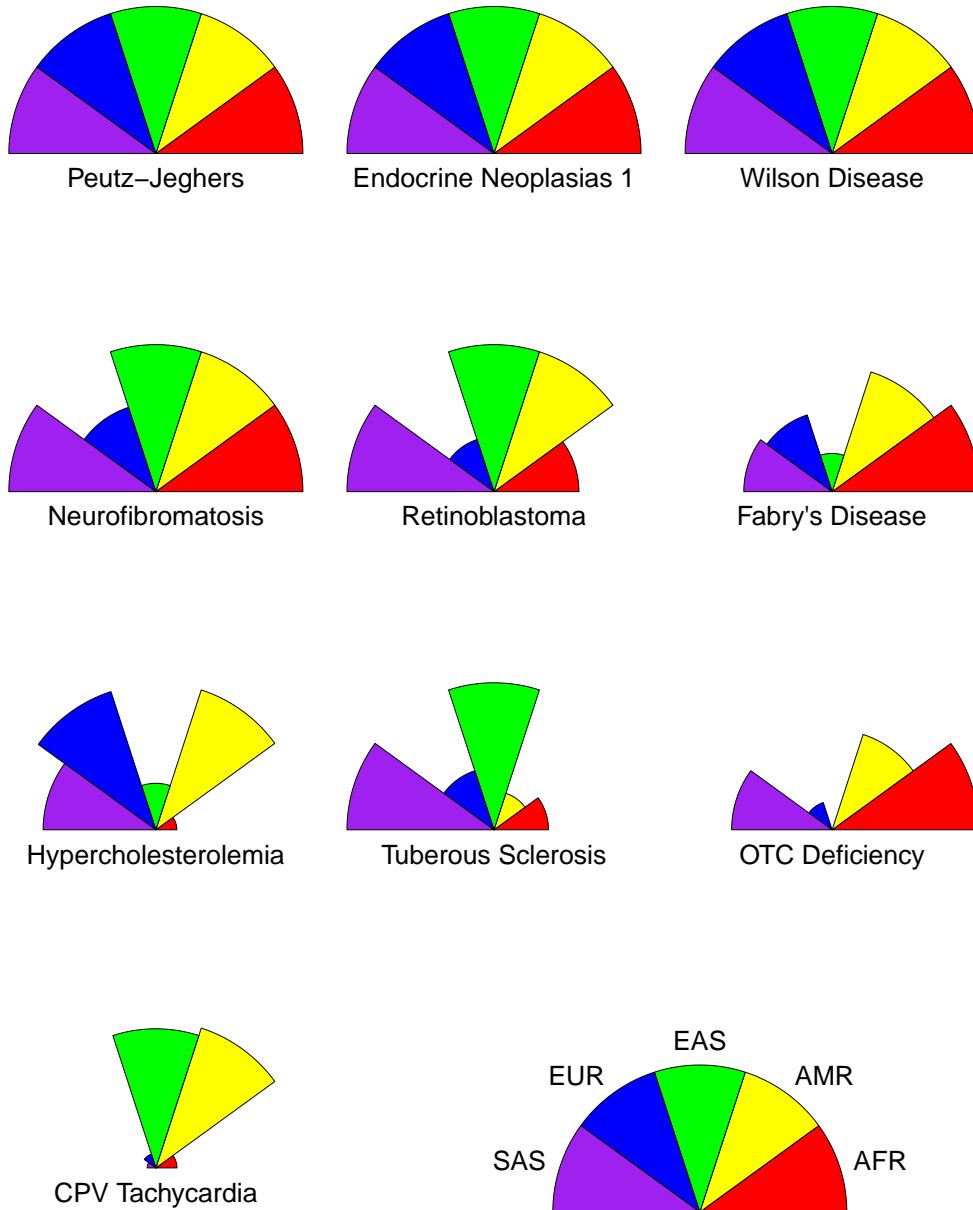 Peutz−Jeghers
Endocrine Neoplasias 1
Wilson Disease
Neurofibromatosis
Retinoblastoma
Fabry's Disease
Hypercholesterolemia
Tuberous Sclerosis
OTC Deficiency
CPV Tachycardia
EAS
EUR
AMR
SAS
AFR